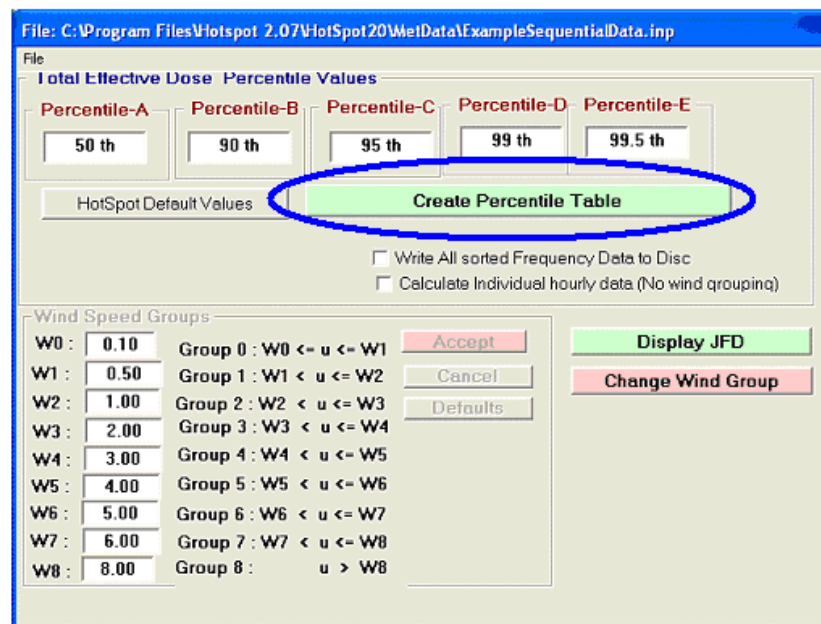 File: C:\Program Files\Hotspot 2.07\HotSpot20\MetData\ExampleSequentialData.inp
File
Total Effective Dose Percentile Values
Percentile-A Percentile-B Percentile-C Percentile-D Percentile-E
50 th 90 th 95 th 99 th 99.5 th
HotSpot Default Values Create Percentile Table
Write All sorted Frequency Data to Disc
Calculate Individual hourly data (No wind grouping)
Wind Speed Groups
W0 : 0.10 Group 0 : W0 <= u <= W1 Accept Display JFD
W1 : 0.50 Group 1 : W1 < u <= W2 Cancel Change Wind Group
W2 : 1.00 Group 2 : W2 < u <= W3 Defaults
W3 : 2.00 Group 3 : W3 < u <= W4
W4 : 3.00 Group 4 : W4 < u <= W5
W5 : 4.00 Group 5 : W5 < u <= W6
W6 : 5.00 Group 6 : W6 < u <= W7
W7 : 6.00 Group 7 : W7 < u <= W8
W8 : 8.00 Group 8 : u > W8